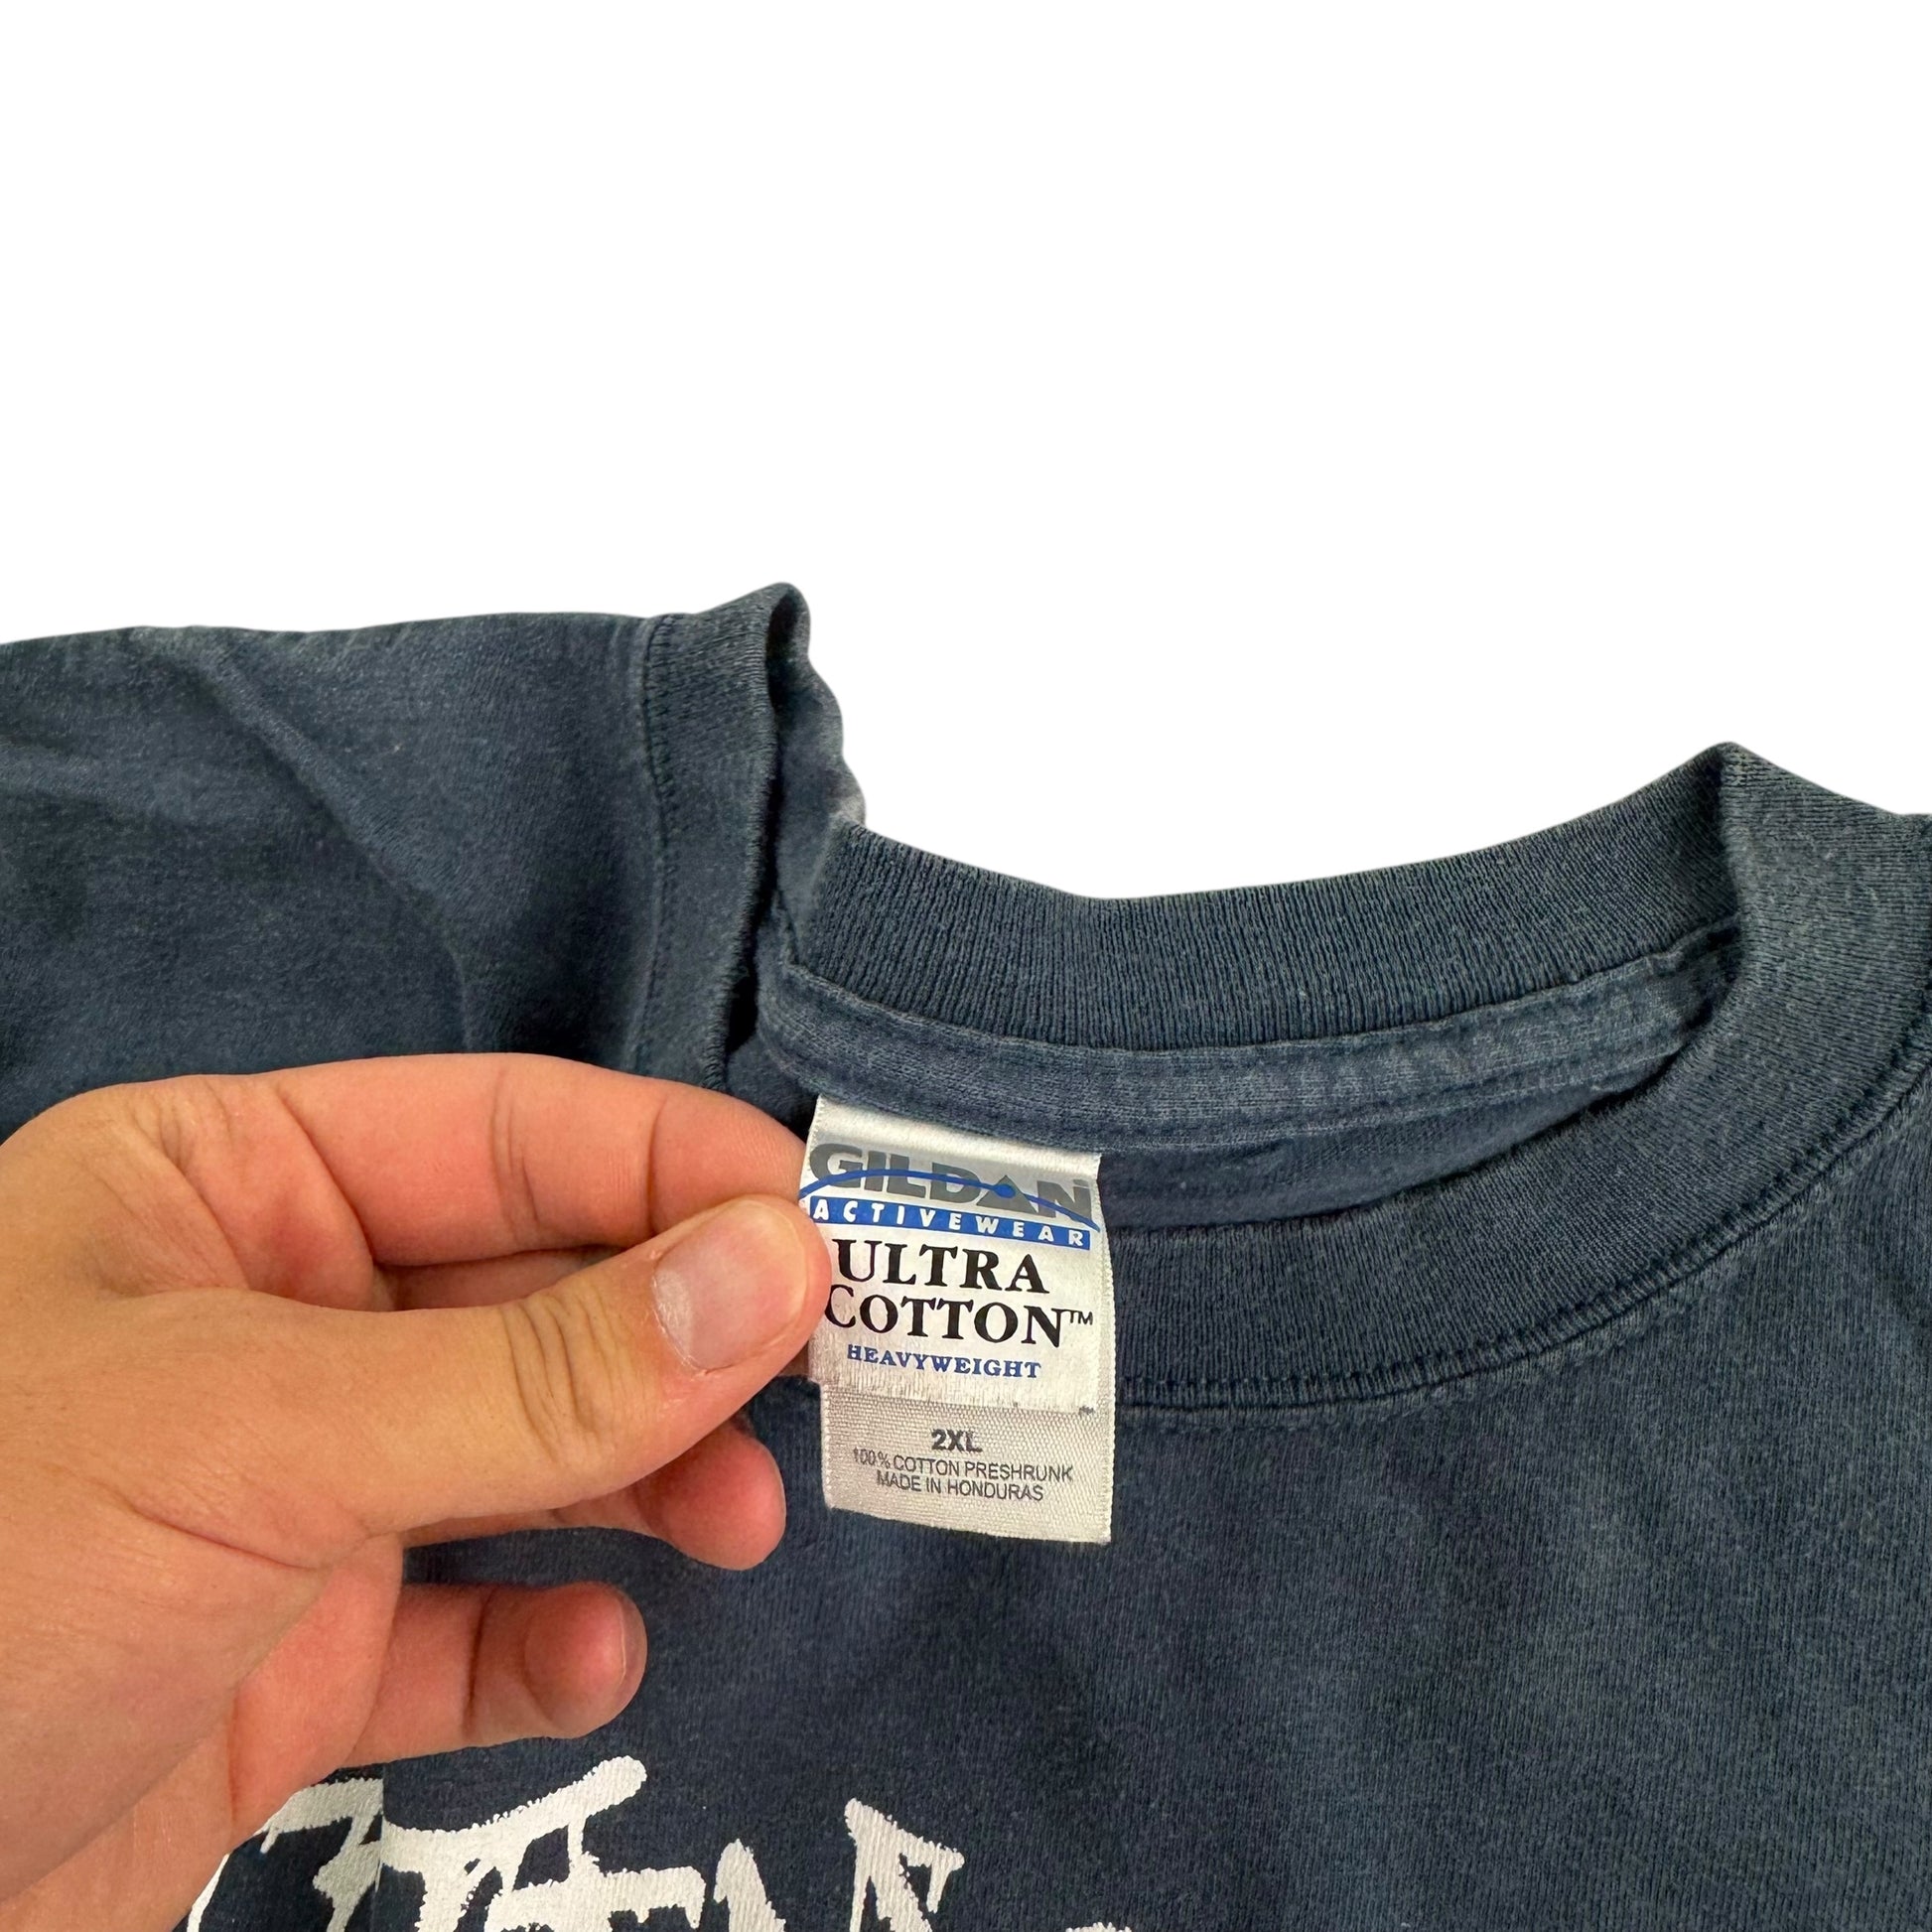 GILDAN
ACTIVEWEAR
ULTRA
COTTON™
HEAVYWEIGHT
2XL
100% COTTON PRESHRUNK
MADE IN HONDURAS